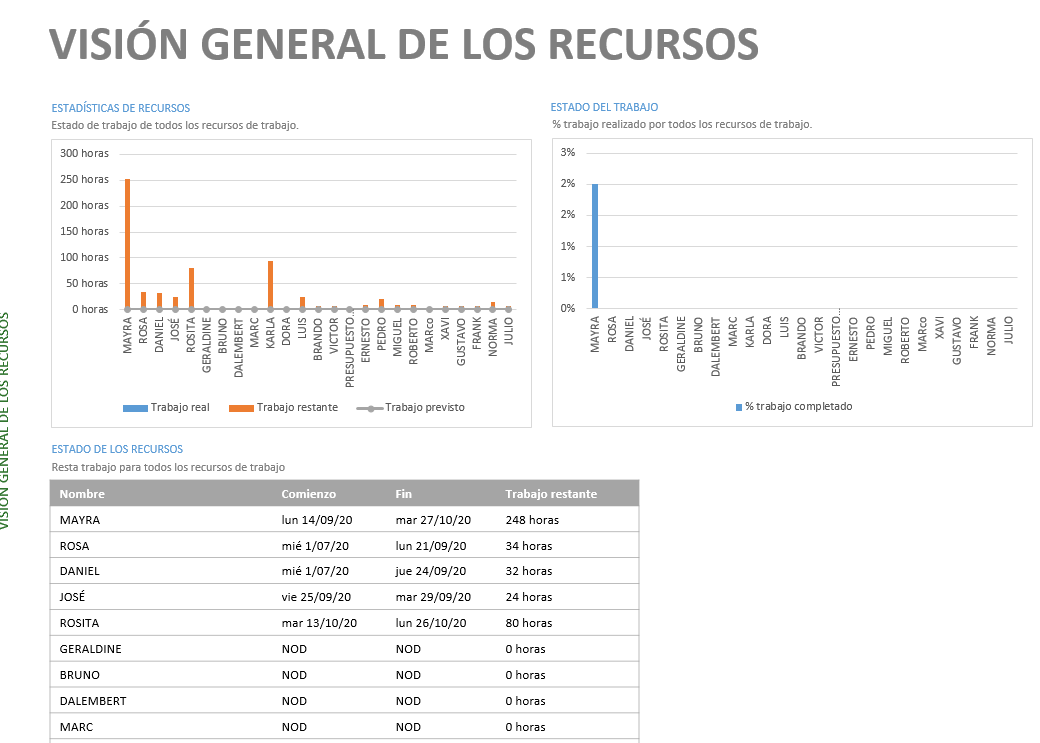 VISIÓN GENERAL DE LOS RECURSOS
ESTADÍSTICAS DE RECURSOS
Estado de trabajo de todos los recursos de trabajo.
300 horas
250 horas
200 horas
150 horas
100 horas
50 horas
0 horas
MAYRA
ROSA
DANIEL
JOSÉ
ROSITA
GERALDINE
BRUNO
DALEMBERT
MARC
KARLA
DORA
LUIS
BRANDO
VICTOR
PRESUPUESTO...
ERNESTO
PEDRO
MIGUEL
ROBERTO
MARco
XAVI
GUSTAVO
FRANK
NORMA
JULIO
Trabajo real Trabajo restante Trabajo previsto
ESTADO DEL TRABAJO
% trabajo realizado por todos los recursos de trabajo.
3%
2%
2%
1%
1%
0%
MAYRA
ROSA
DANIEL
JOSÉ
ROSITA
GERALDINE
BRUNO
DALEMBERT
MARC
KARLA
DORA
LUIS
BRANDO
VICTOR
PRESUPUESTO...
ERNESTO
PEDRO
MIGUEL
ROBERTO
MARco
XAVI
GUSTAVO
FRANK
NORMA
JULIO
% trabajo completado
VISIÓN GENERAL DE LOS RECURSOS
ESTADO DE LOS RECURSOS
Resta trabajo para todos los recursos de trabajo
Nombre Comienzo Fin Trabajo restante
MAYRA lun 14/09/20 mar 27/10/20 248 horas
ROSA mié 1/07/20 lun 21/09/20 34 horas
DANIEL mié 1/07/20 jue 24/09/20 32 horas
JOSÉ vie 25/09/20 mar 29/09/20 24 horas
ROSITA mar 13/10/20 lun 26/10/20 80 horas
GERALDINE NOD NOD 0 horas
BRUNO NOD NOD 0 horas
DALEMBERT NOD NOD 0 horas
MARC NOD NOD 0 horas